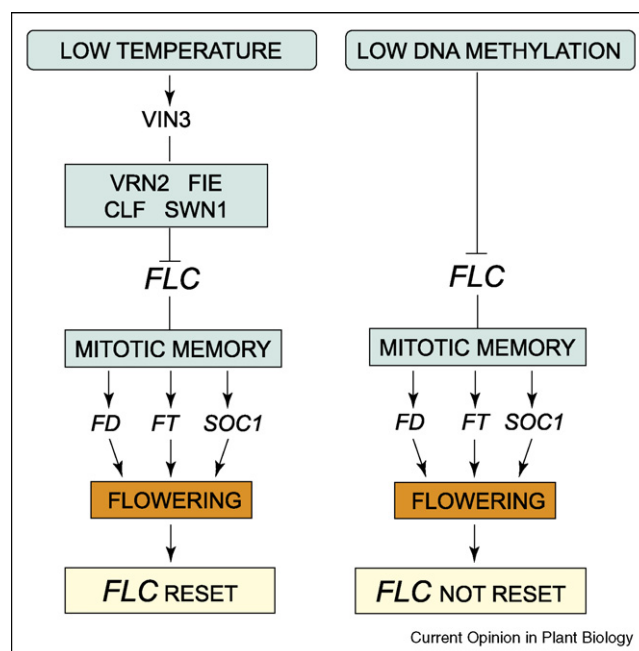 LOW TEMPERATURE
VIN3
VRN2 FIE
CLF SWN1
FLC
MITOTIC MEMORY
FD FT SOC1
FLOWERING
FLC RESET
LOW DNA METHYLATION
FLC
MITOTIC MEMORY
FD FT SOC1
FLOWERING
FLC NOT RESET
Current Opinion in Plant Biology